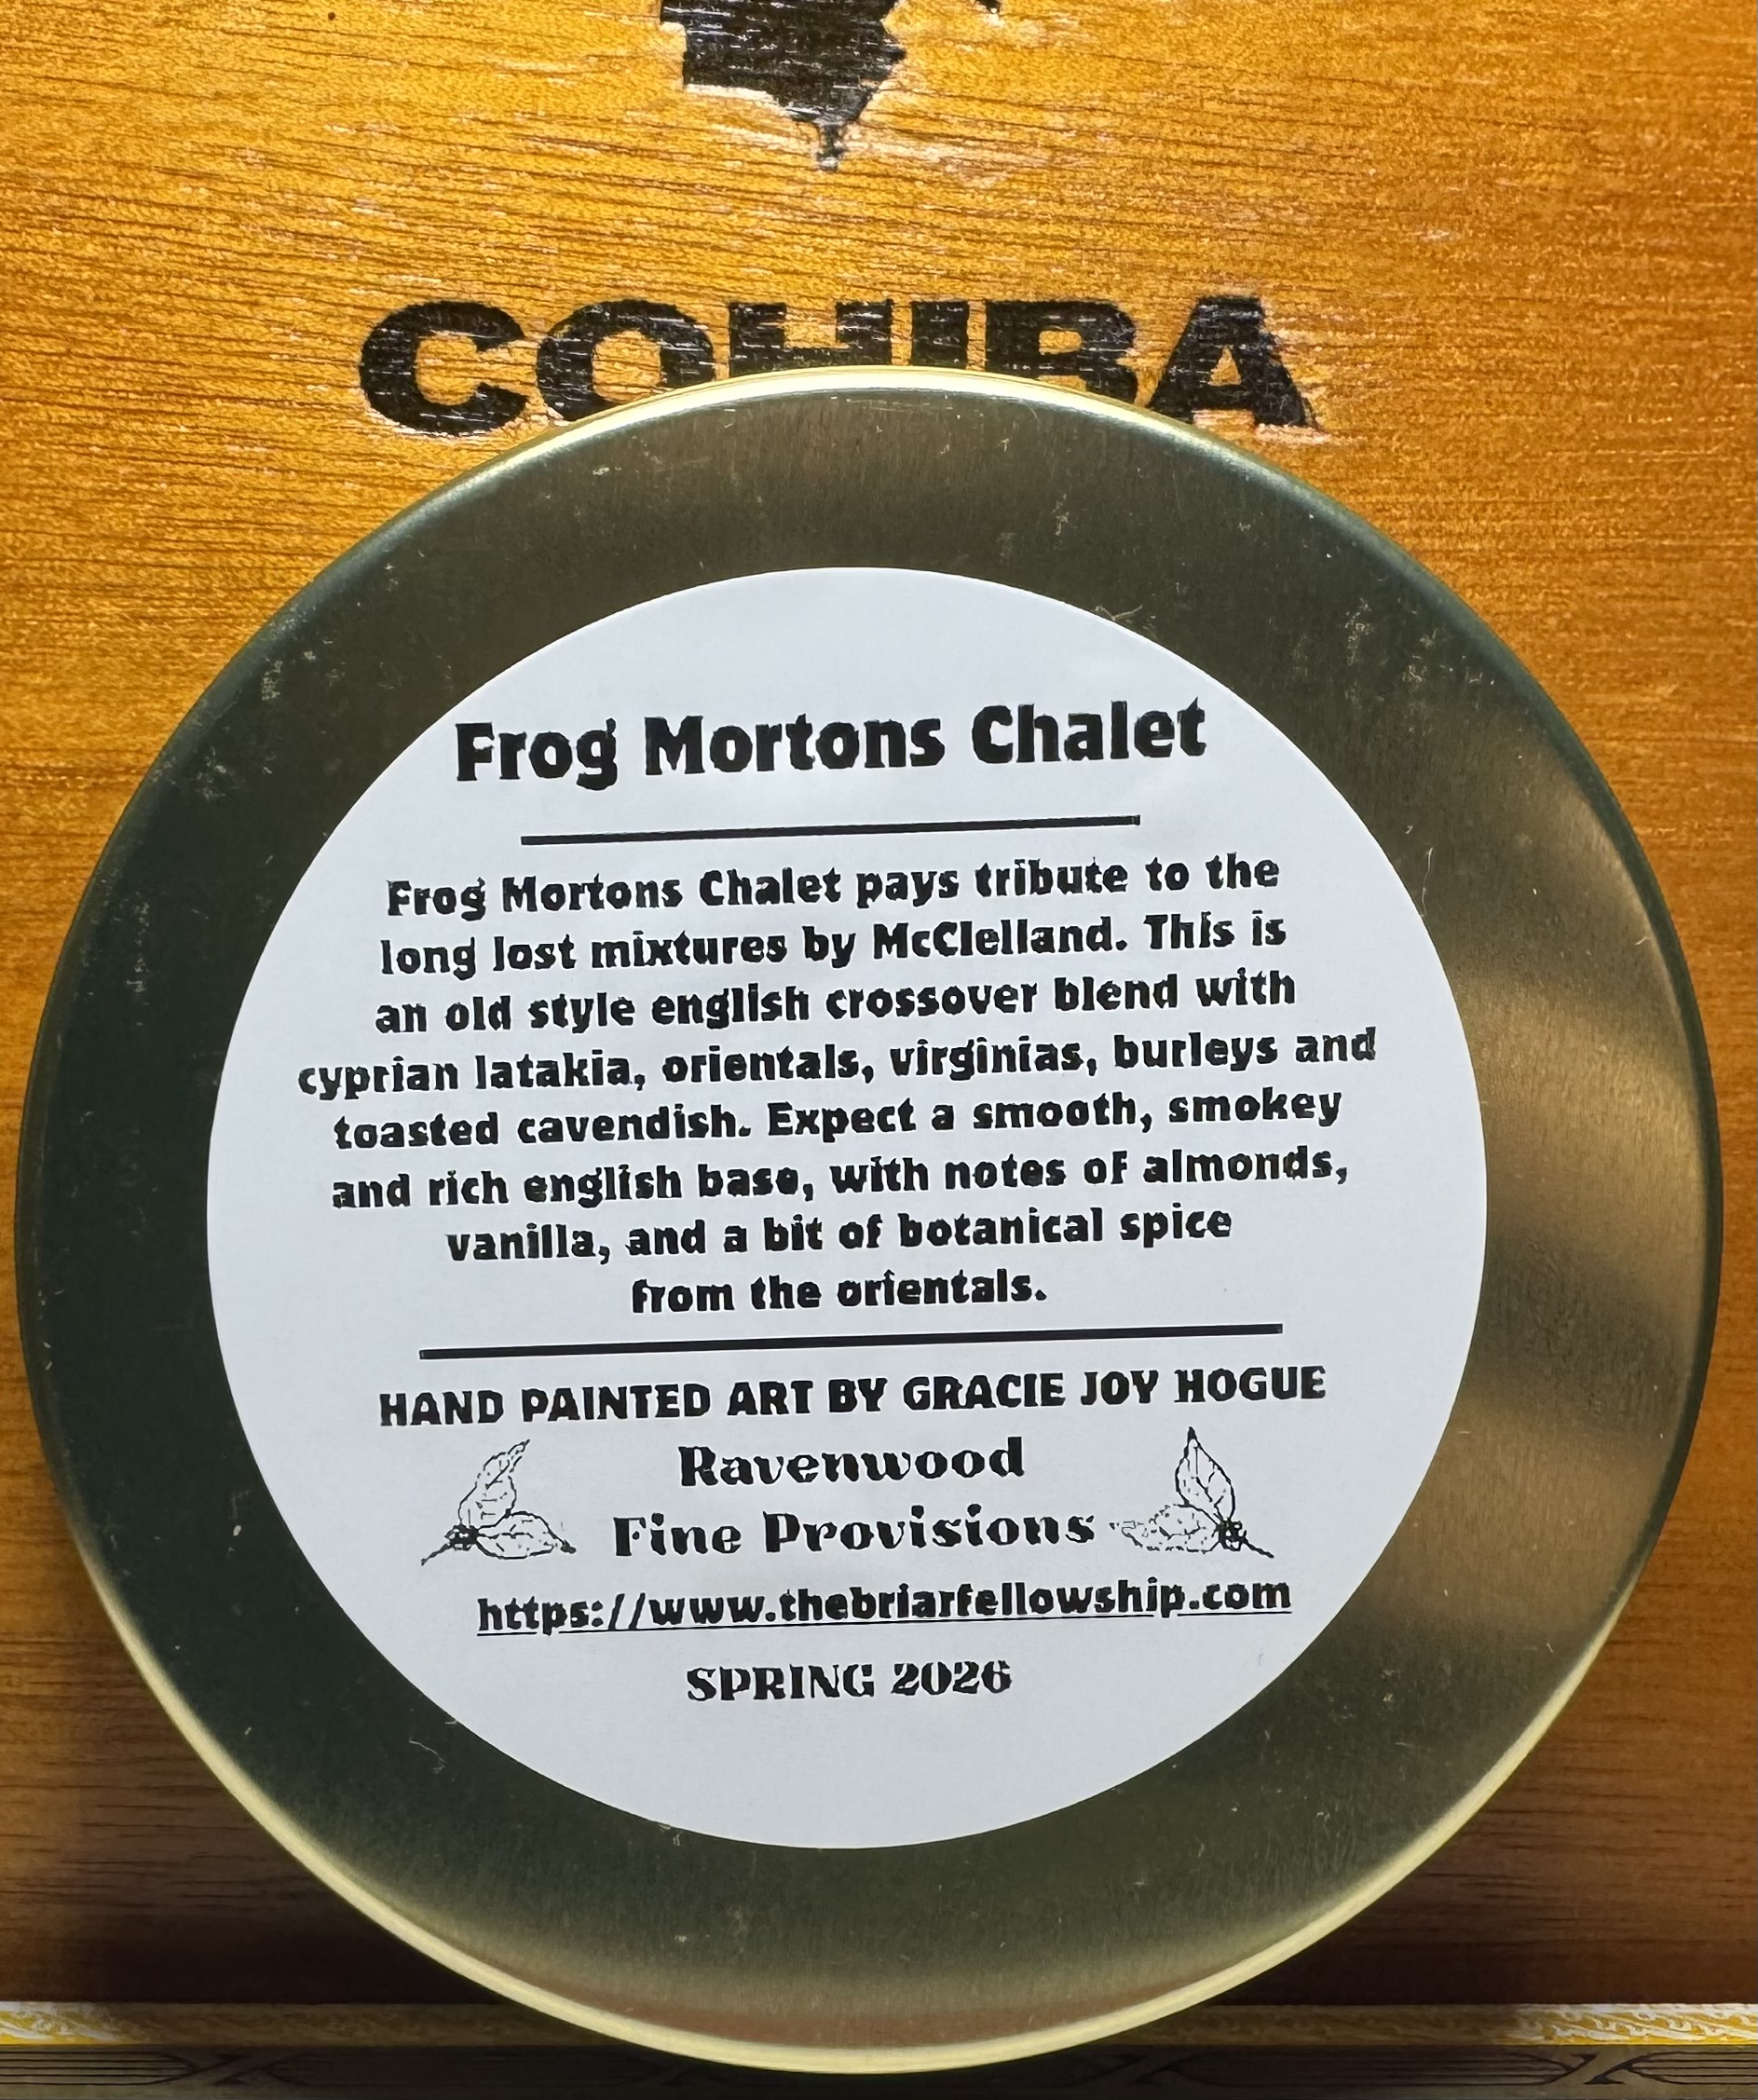 COHIBA
Frog Mortons Chalet
Frog Mortons Chalet pays tribute to the
long lost mixtures by McClelland. This is
an old style english crossover blend with
cyprian latakia, orientals, virginias, burleys and
toasted cavendish. Expect a smooth, smokey
and rich english base, with notes of almonds,
vanilla, and a bit of botanical spice
from the orientals.
HAND PAINTED ART BY GRACIE JOY HOGUE
Ravenwood
Fine Provisions
https://www.thebriarfellowship.com
SPRING 2026